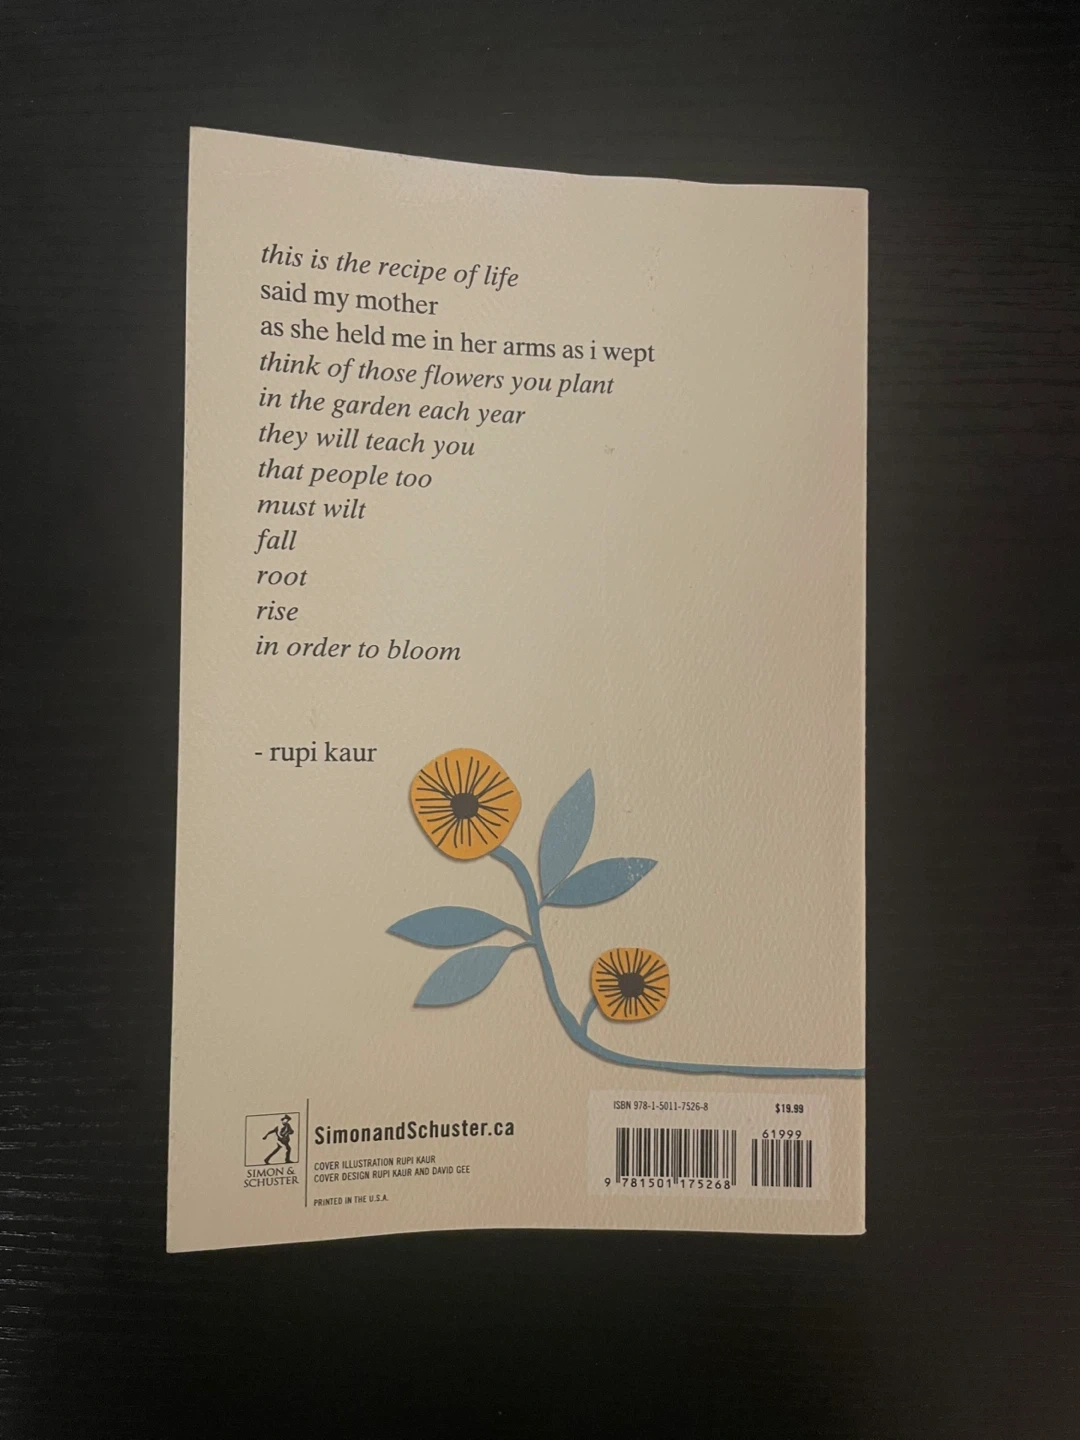 this is the recipe of life
said my mother
as she held me in her arms as i wept
think of those flowers you plant
in the garden each year
they will teach you
that people too
must wilt
fall
root
rise
in order to bloom
- rupi kaur
SIMON &
SCHUSTER
SimonandSchuster.ca
COVER ILLUSTRATION RUPI KAUR
COVER DESIGN RUPI KAUR AND DAVID GEE
PRINTED IN THE U.S.A.
ISBN 978-1-5011-7526-8
$19.99
61999
9 781501 175268